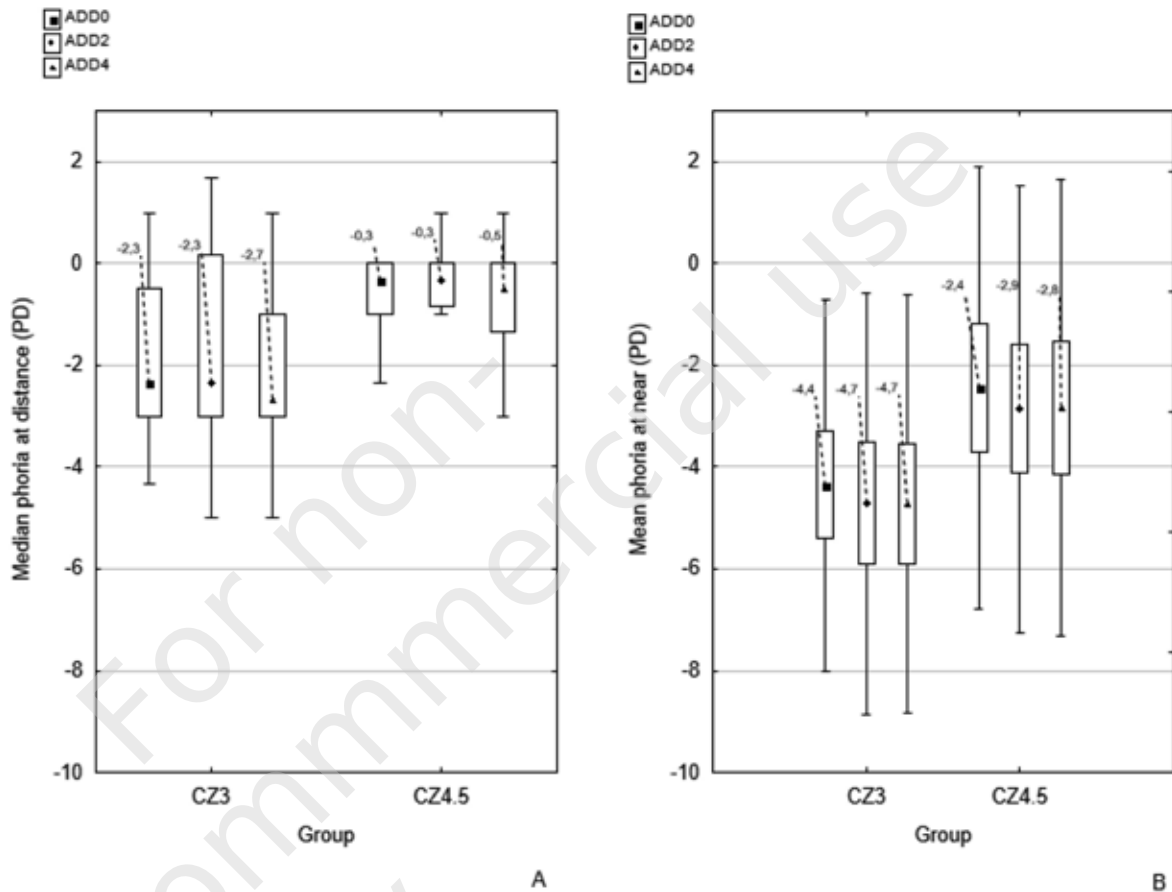 ADD0
ADD2
ADD4
Median phoria at distance (PD)
2
0
-2
-4
-6
-8
-10
-2,3
-2,3
-2,7
-0,3
-0,3
-0,5
CZ3
CZ4.5
Group
A
ADD0
ADD2
ADD4
Mean phoria at near (PD)
2
0
-2
-4
-6
-8
-10
-4,4
-4,7
-4,7
-2,4
-2,9
-2,8
CZ3
CZ4.5
Group
B
For non-
ommmercial use